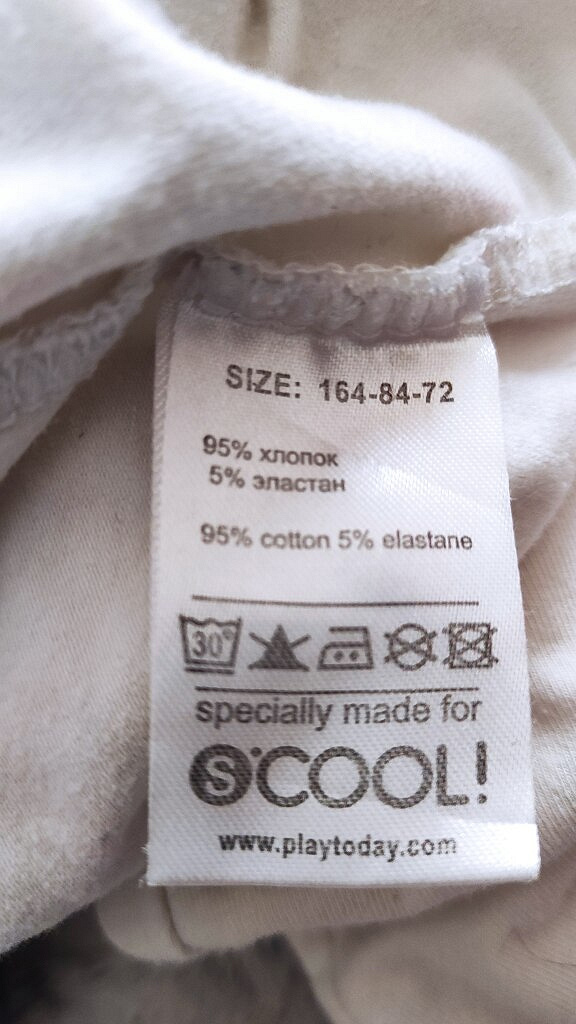 SIZE: 164-84-72
95% хлопок
5% эластан
95% cotton 5% elastane
30°
specially made for
S'COOL!
www.playtoday.com